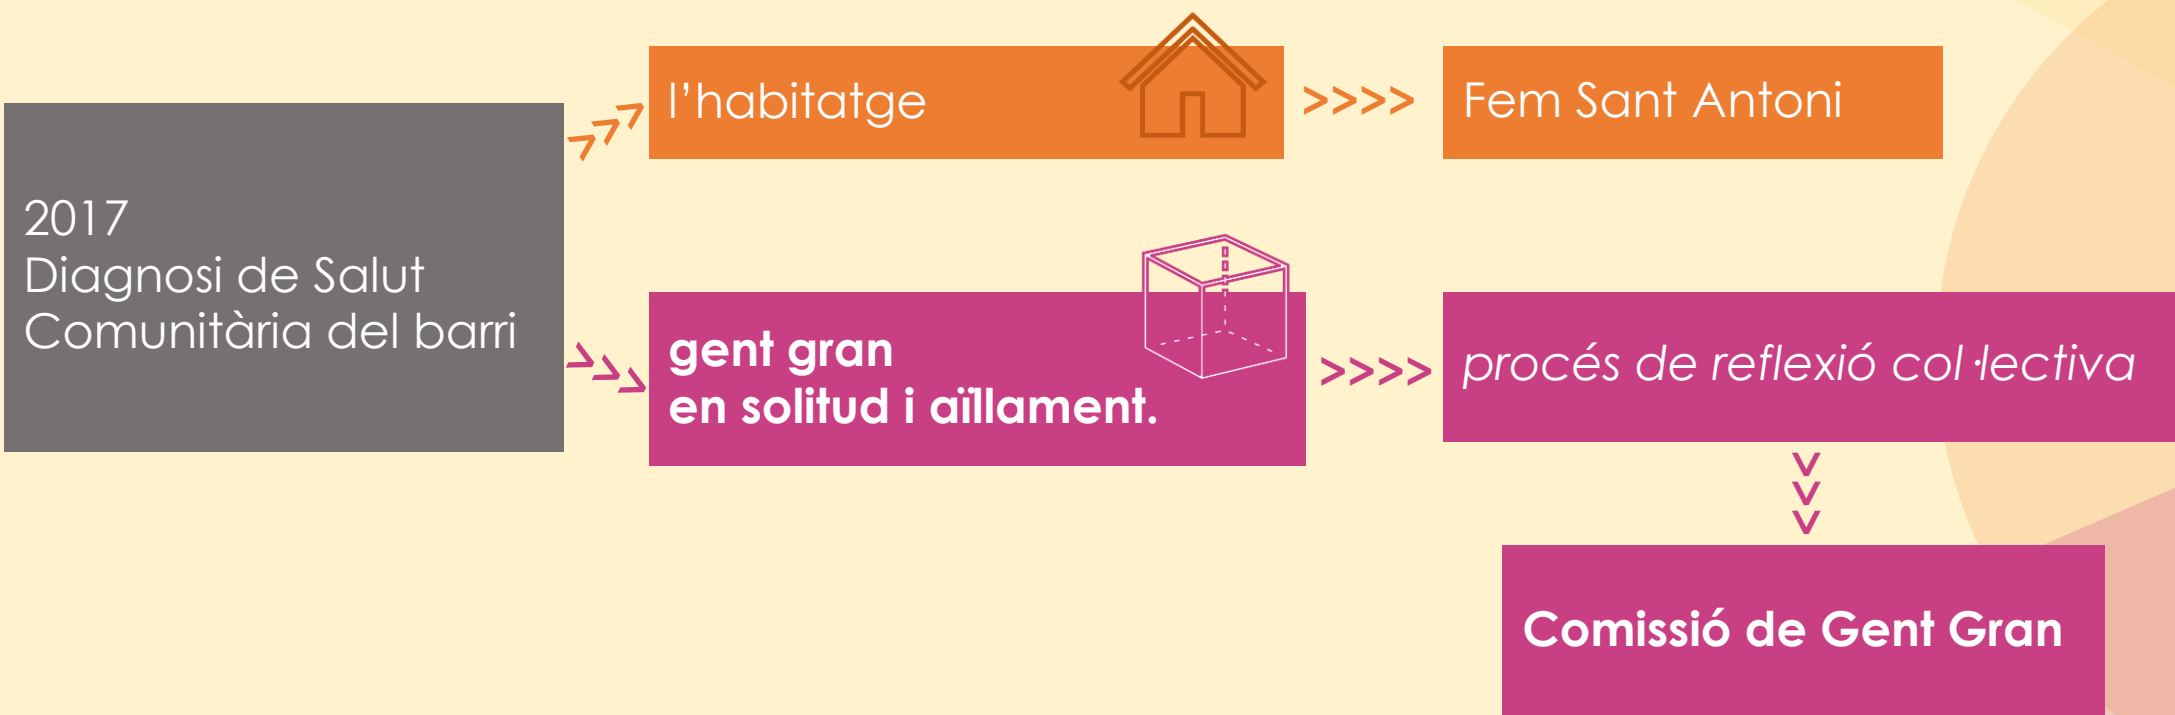 l'habitatge
>>>>
Fem Sant Antoni
>>>
2017
Diagnosi de Salut
Comunitària del barri
>>>
gent gran
en solitud i aïllament.
>>>>
procés de reflexió col·lectiva
>>>
Comissió de Gent Gran